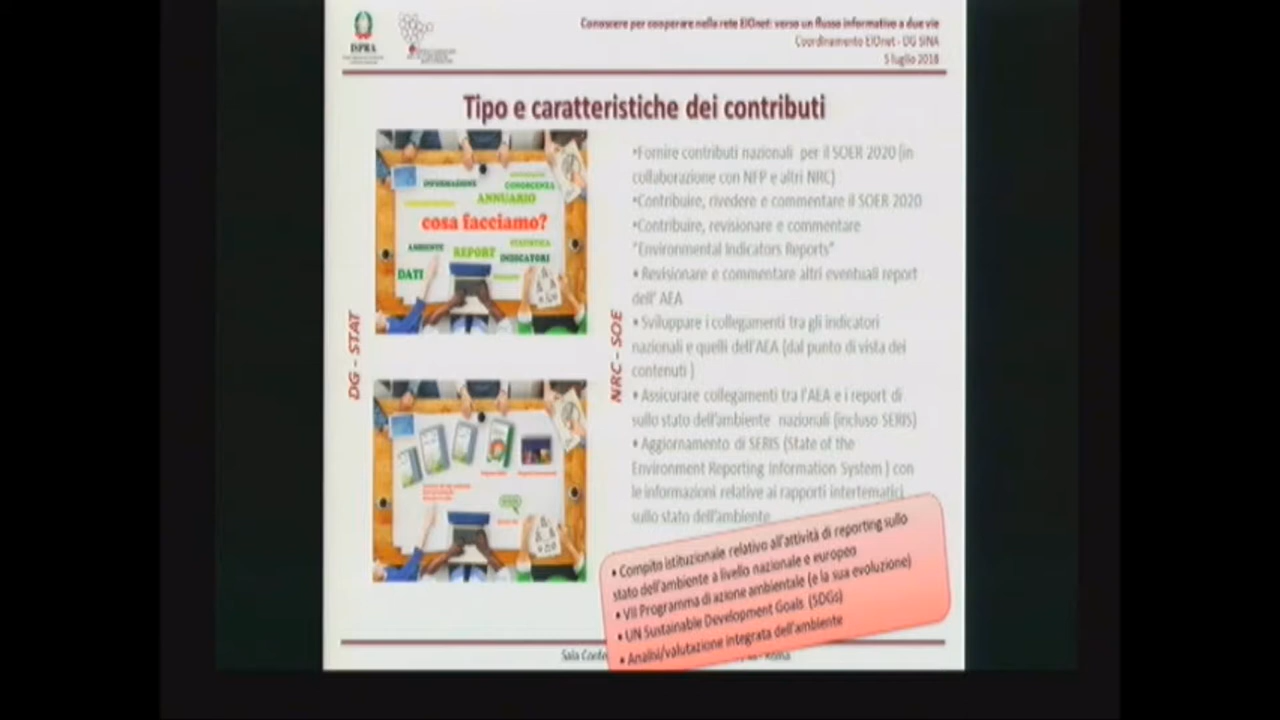 Conoscere per cooperare nella rete EIOnet: verso un flusso informativo a due vie
Coordinamento EIOnet - DG SINA
5 luglio 2018
ISPRA
Tipo e caratteristiche dei contributi
INFORMAZIONE
CONOSCENZA
ANNUARIO
cosa facciamo?
AMBIENTE
STATISTICA
REPORT
INDICATORI
DATI
DG - STAT
NRC - SOE
•Fornire contributi nazionali per il SOER 2020 (in
collaborazione con NFP e altri NRC)
•Contribuire, rivedere e commentare il SOER 2020
•Contribuire, revisionare e commentare
"Environmental Indicators Reports"
• Revisionare e commentare altri eventuali report
dell' AEA
• Sviluppare i collegamenti tra gli indicatori
nazionali e quelli dell'AEA (dal punto di vista dei
contenuti )
• Assicurare collegamenti tra l'AEA e i report di
sullo stato dell'ambiente nazionali (incluso SERIS)
• Aggiornamento di SERIS (State of the
Environment Reporting Information System ) con
le informazioni relative ai rapporti intertematici
sullo stato dell'ambiente
• Compito istituzionale relativo all'attività di reporting sullo
stato dell'ambiente a livello nazionale e europeo
• VII Programma di azione ambientale (e la sua evoluzione)
• UN Sustainable Development Goals (SDGs)
• Analisi/valutazione integrata dell'ambiente
Sala Confe
Roma